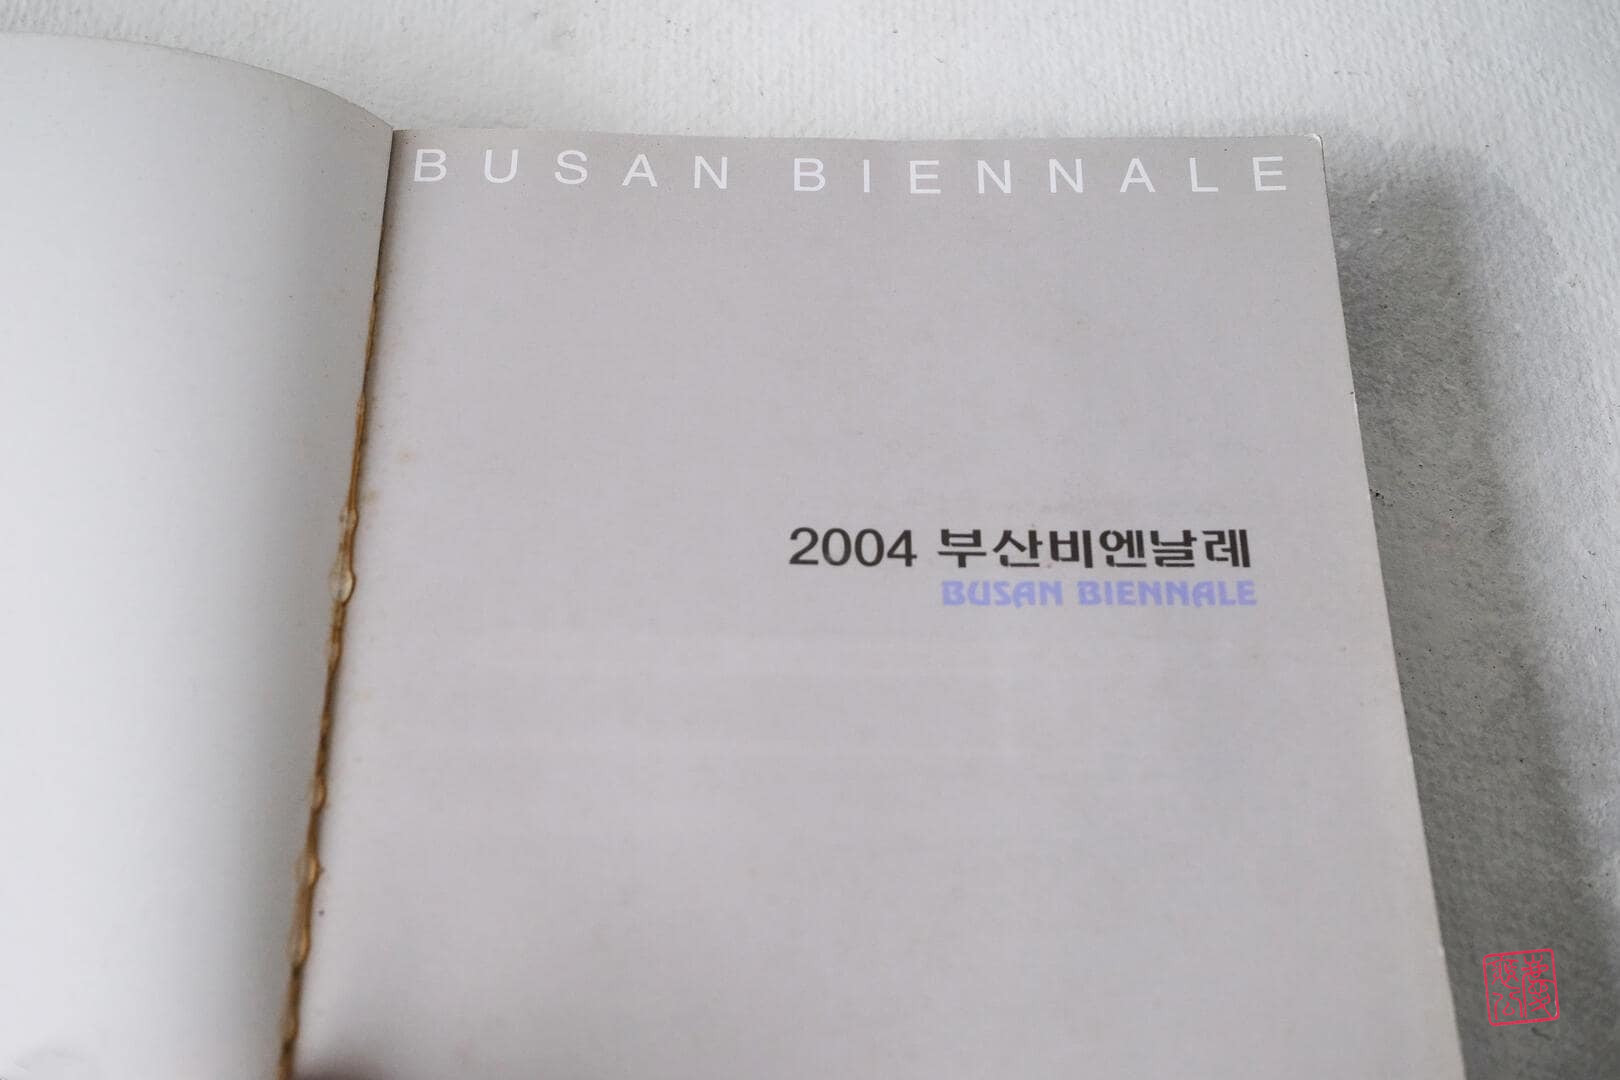 BUSAN BIENNALE
2004 부산비엔날레
BUSAN BIENNALE